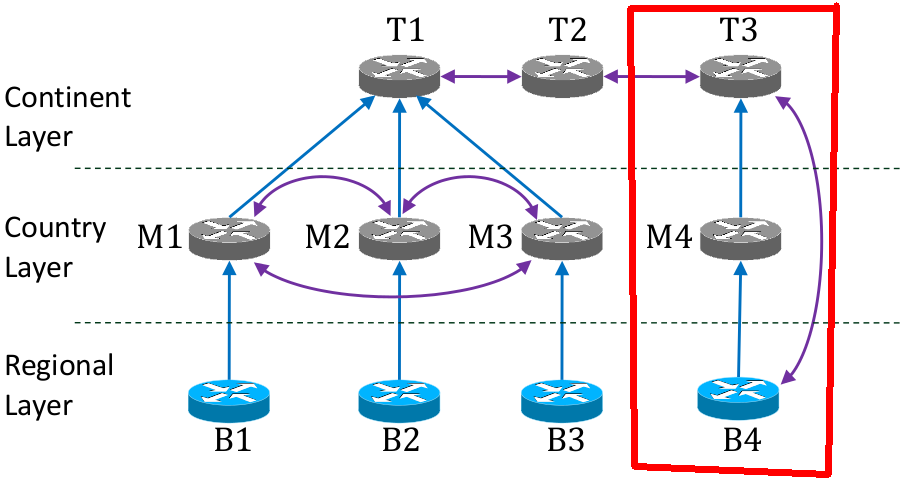 T1
T2
T3
Continent
Layer
Country
Layer
M1
M2
M3
M4
Regional
Layer
B1
B2
B3
B4